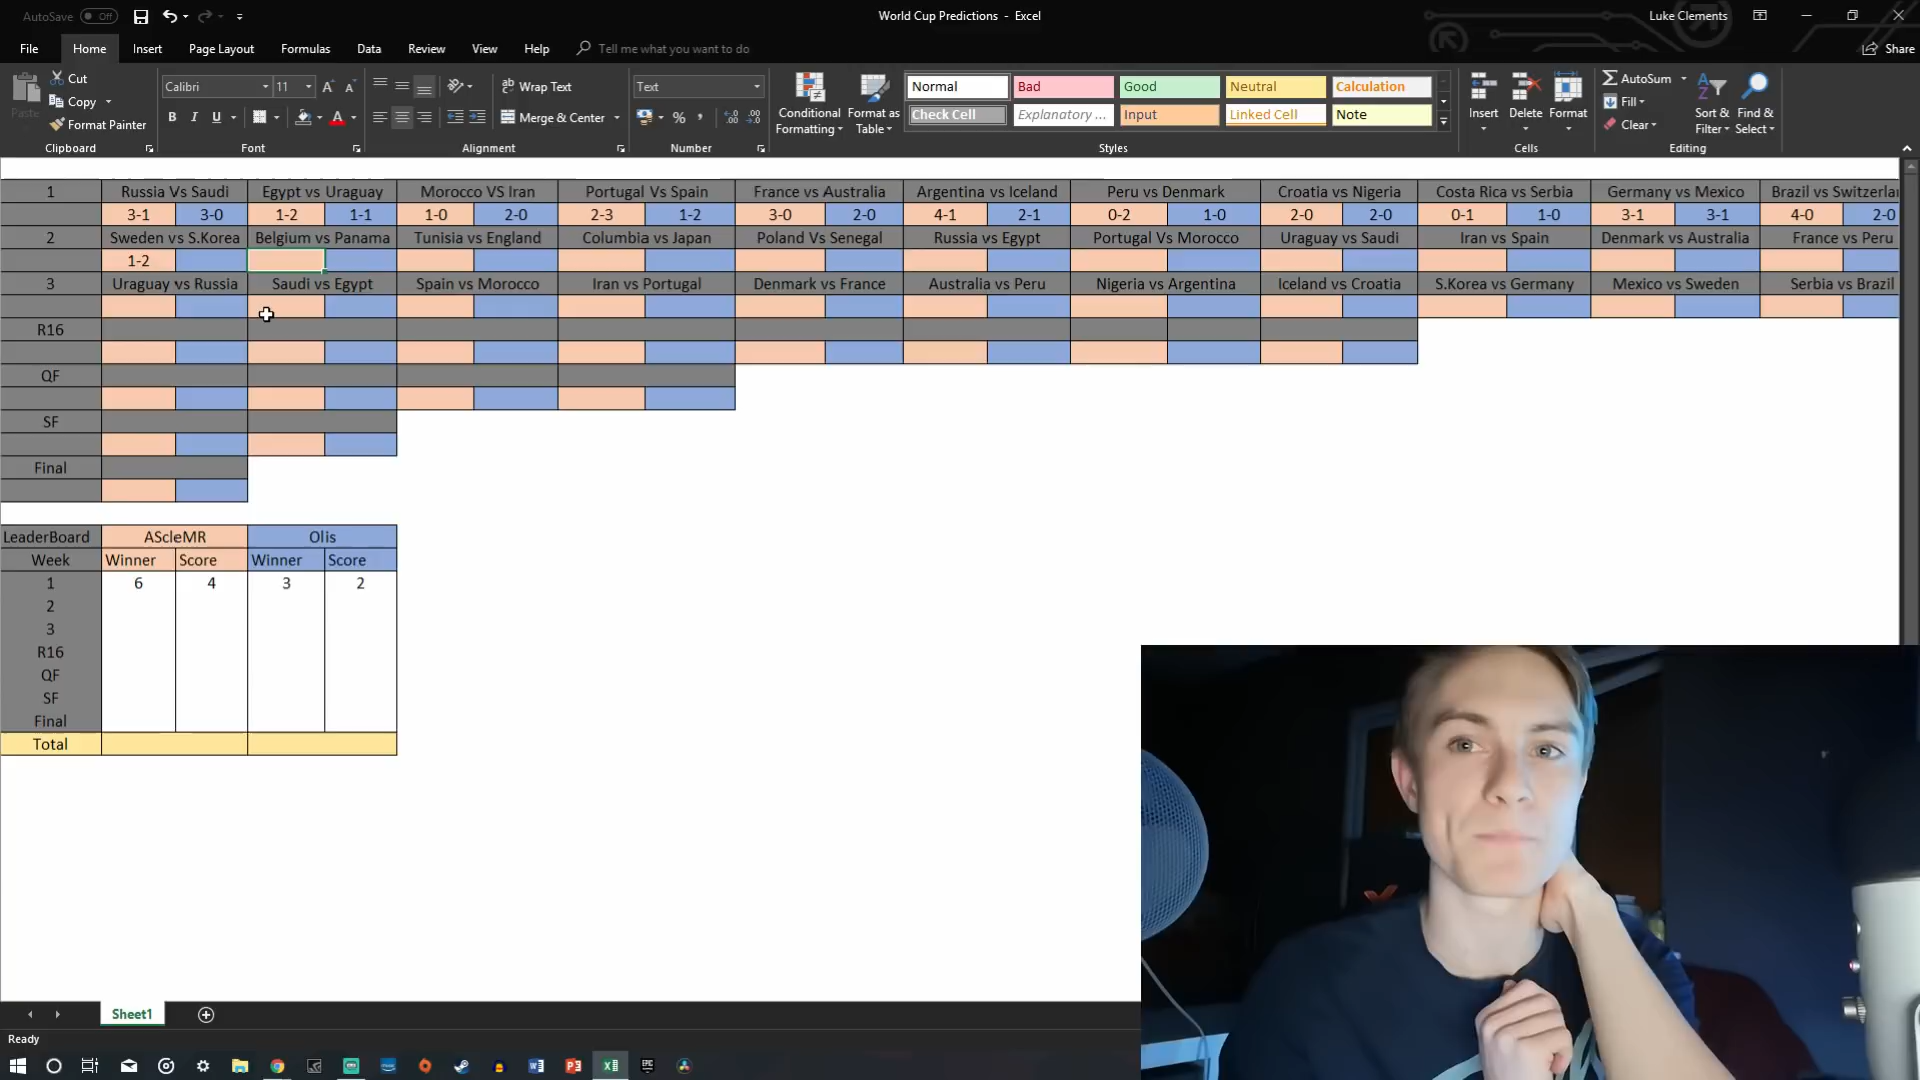 AutoSave Off World Cup Predictions - Excel Luke Clements
File Home Insert Page Layout Formulas Data Review View Help Tell me what you want to do Share
Cut Calibri 11 Wrap Text Text Normal Bad Good Neutral Calculation AutoSum
Paste Copy Conditional Formatting Format as Table Check Cell Explanatory ... Input Linked Cell Note Insert Delete Format Fill Sort & Filter Find & Select
Format Painter B I U A Merge & Center % Clear
Clipboard Font Alignment Number Styles Cells Editing
1 Russia Vs Saudi Egypt vs Uraguay Morocco VS Iran Portugal Vs Spain France vs Australia Argentina vs Iceland Peru vs Denmark Croatia vs Nigeria Costa Rica vs Serbia Germany vs Mexico Brazil vs Switzerlan
3-1 3-0 1-2 1-1 1-0 2-0 2-3 1-2 3-0 2-0 4-1 2-1 0-2 1-0 2-0 2-0 0-1 1-0 3-1 3-1 4-0 2-0
2 Sweden vs S.Korea Belgium vs Panama Tunisia vs England Columbia vs Japan Poland Vs Senegal Russia vs Egypt Portugal Vs Morocco Uraguay vs Saudi Iran vs Spain Denmark vs Australia France vs Peru
1-2
3 Uraguay vs Russia Saudi vs Egypt Spain vs Morocco Iran vs Portugal Denmark vs France Australia vs Peru Nigeria vs Argentina Iceland vs Croatia S.Korea vs Germany Mexico vs Sweden Serbia vs Brazil
R16
QF
SF
Final
LeaderBoard AScleMR Olis
Week Winner Score Winner Score
1 6 4 3 2
2
3
R16
QF
SF
Final
Total
Sheet1
Ready